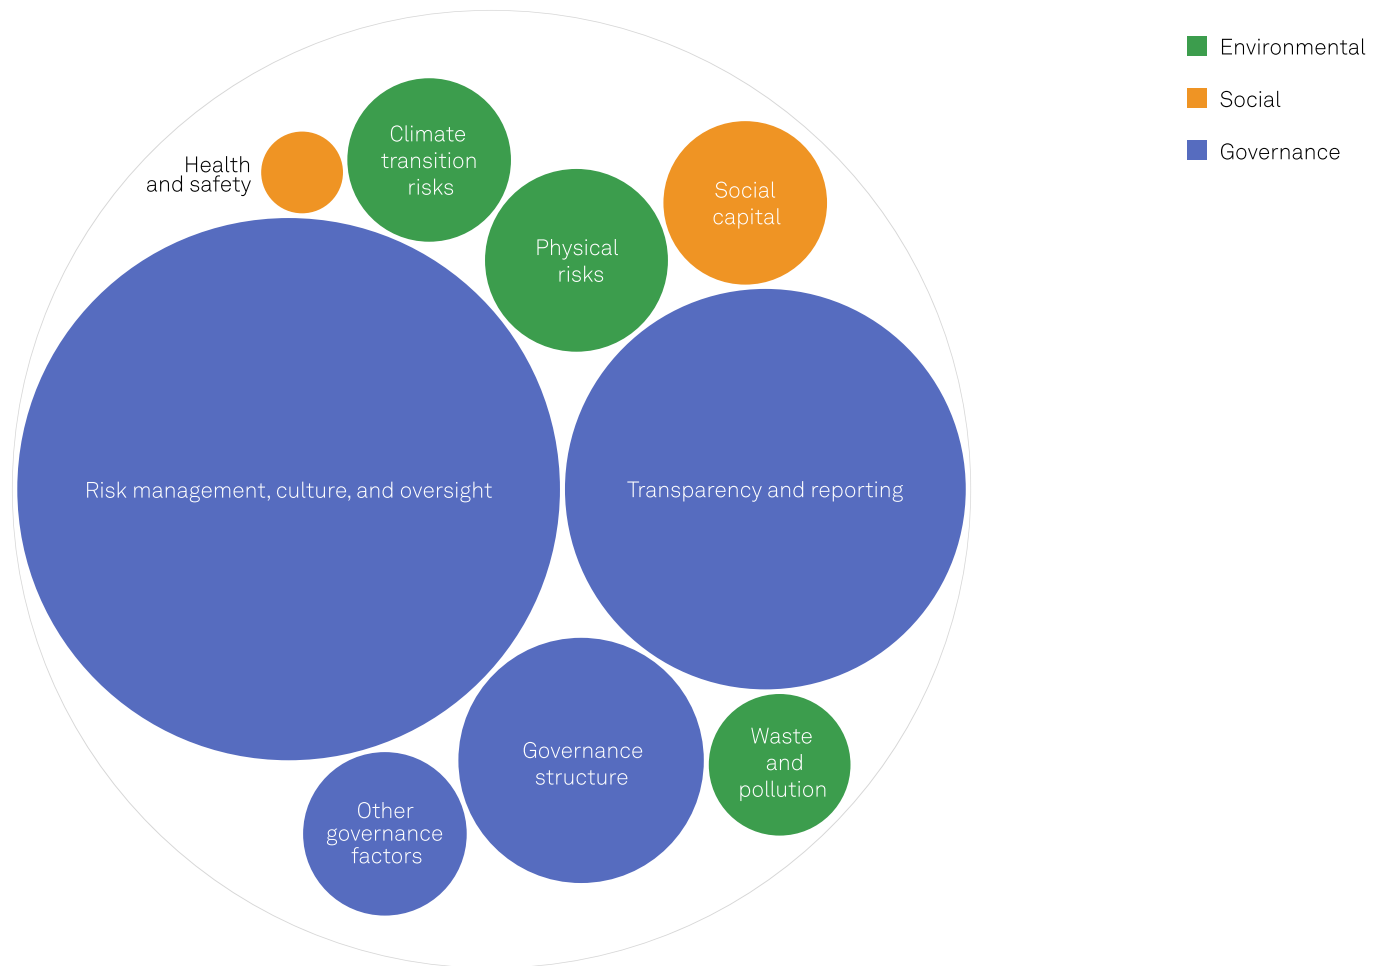 Environmental
Social
Governance
Climate
transition
risks
Health
and safety
Social
capital
Physical
risks
Risk management, culture, and oversight
Transparency and reporting
Governance
structure
Waste
and
pollution
Other
governance
factors